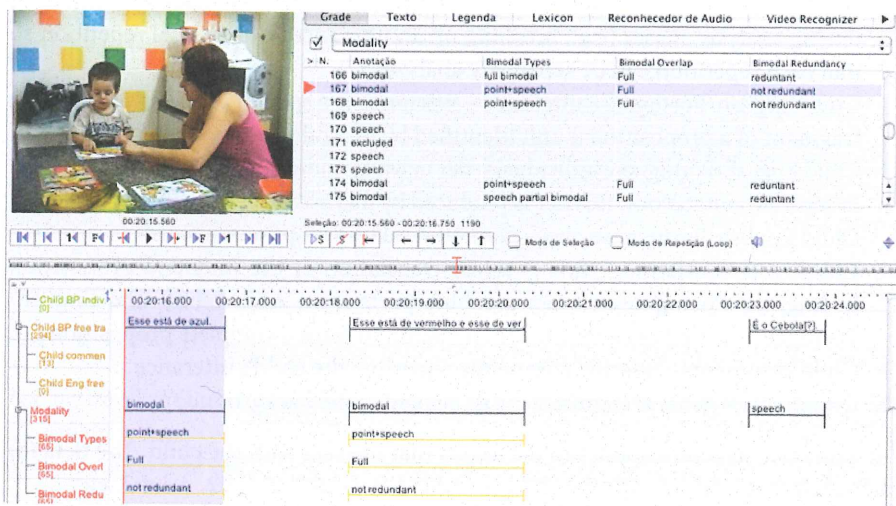 Grade Texto Legenda Lexicon Reconhecedor de Audio Video Recognizer
Modality
> N. Anotação Bimodal Types Bimodal Overlap Bimodal Redundancy
166 bimodal full bimodal Full reduntant
167 bimodal point+speech Full not redundant
168 bimodal point+speech Full not redundant
169 speech
170 speech
171 excluded
172 speech
173 speech
174 bimodal point+speech Full reduntant
175 bimodal speech partial bimodal Full reduntant
00:20:15.560
Seleção: 00:20:15.560 - 00:20:16.750 1190
Modo de Seleção Modo de Repetição (Loop)
Child BP indiv
[0]
00:20:16.000 00:20:17.000 00:20:18.000 00:20:19.000 00:20:20.000 00:20:21.000 00:20:22.000 00:20:23.000 00:20:24.000
Child BP free tra
[294]
Esse está de azul. Esse está de vermelho e esse de ver É o Cebola[?].
Child commen
[13]
Child Eng free
[0]
Modality
[315]
bimodal bimodal speech
Bimodal Types
[65]
point+speech point+speech
Bimodal Overl
[65]
Full Full
Bimodal Redu
[65]
not redundant not redundant